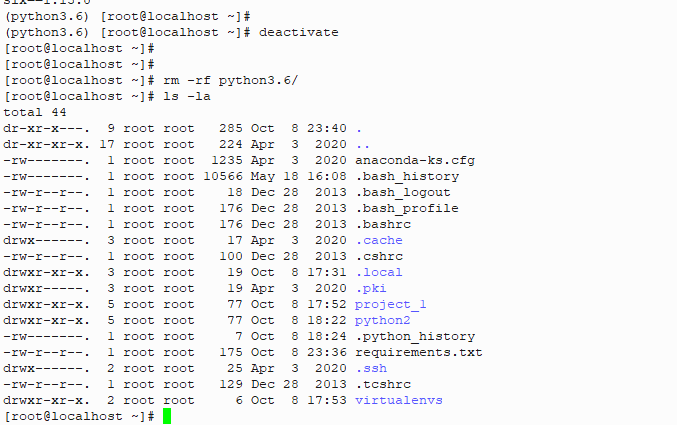 six==1.15.0
(python3.6) [root@localhost ~]#
(python3.6) [root@localhost ~]# deactivate
[root@localhost ~]#
[root@localhost ~]#
[root@localhost ~]# rm -rf python3.6/
[root@localhost ~]# ls -la
total 44
dr-xr-x---.  9 root root   285 Oct  8 23:40 .
dr-xr-xr-x. 17 root root   224 Apr  3  2020 ..
-rw-------.  1 root root  1235 Apr  3  2020 anaconda-ks.cfg
-rw-------.  1 root root 10566 May 18 16:08 .bash_history
-rw-r--r--.  1 root root    18 Dec 28  2013 .bash_logout
-rw-r--r--.  1 root root   176 Dec 28  2013 .bash_profile
-rw-r--r--.  1 root root   176 Dec 28  2013 .bashrc
drwx------.  3 root root    17 Apr  3  2020 .cache
-rw-r--r--.  1 root root   100 Dec 28  2013 .cshrc
drwxr-xr-x.  3 root root    19 Oct  8 17:31 .local
drwxr-----.  3 root root    19 Apr  3  2020 .pki
drwxr-xr-x.  5 root root    77 Oct  8 17:52 project_1
drwxr-xr-x.  5 root root    77 Oct  8 18:22 python2
-rw-------.  1 root root     7 Oct  8 18:24 .python_history
-rw-r--r--.  1 root root   175 Oct  8 23:36 requirements.txt
drwx------.  2 root root    25 Apr  3  2020 .ssh
-rw-r--r--.  1 root root   129 Dec 28  2013 .tcshrc
drwxr-xr-x.  2 root root     6 Oct  8 17:53 virtualenvs
[root@localhost ~]#